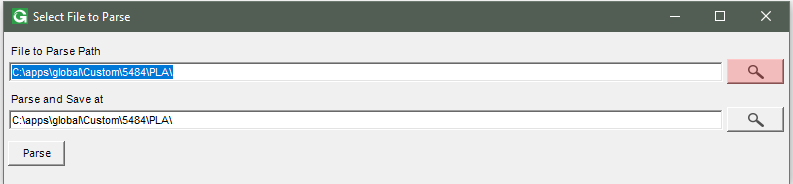 Select File to Parse
File to Parse Path
C:\apps\global\Custom\5484\PLA\
Parse and Save at
C:\apps\global\Custom\5484\PLA\
Parse